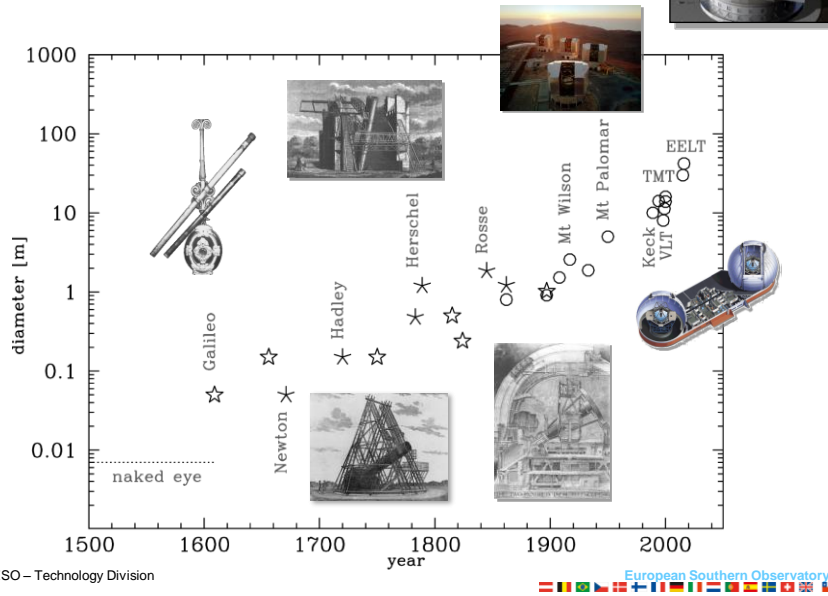 1000
100
10
1
0.1
0.01
diameter [m]
naked eye
Galileo
Newton
Hadley
Herschel
Rosse
Mt Wilson
Mt Palomar
Keck
VLT
TMT
EELT
1500
1600
1700
1800
1900
2000
year
SO – Technology Division
European Southern Observatory